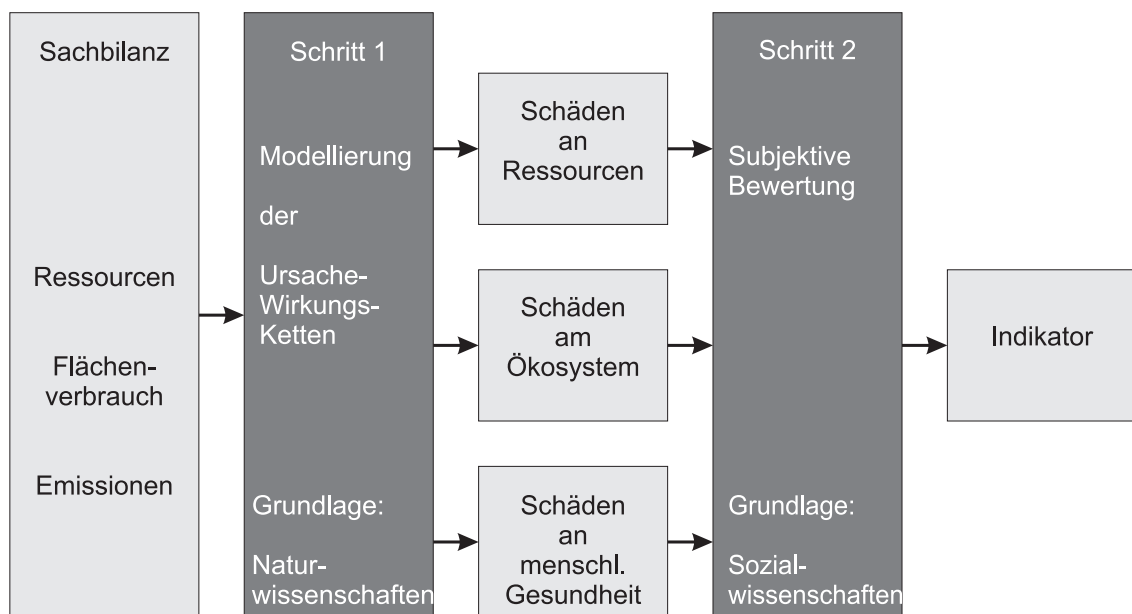 Sachbilanz
Ressourcen
Flächen-
verbrauch
Emissionen
Schritt 1
Modellierung
der
Ursache-
Wirkungs-
Ketten
Grundlage:
Natur-
wissenschaften
Schäden
an
Ressourcen
Schäden
am
Ökosystem
Schäden
an
menschl.
Gesundheit
Schritt 2
Subjektive
Bewertung
Grundlage:
Sozial-
wissenschaften
Indikator